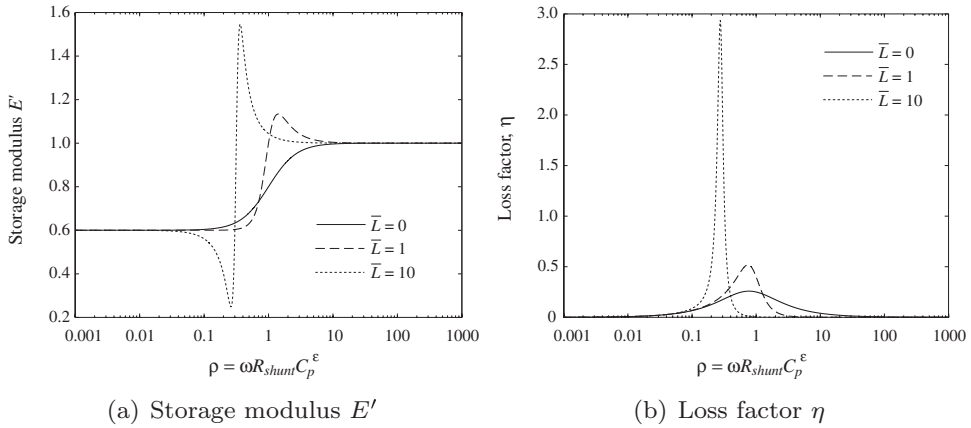 Storage modulus E′
1.6
1.4
1.2
1.0
0.8
0.6
0.4
0.2
L̅ = 0
L̅ = 1
L̅ = 10
0.001 0.01 0.1 1 10 100 1000
ρ = ωR_shunt C_p^ε
(a) Storage modulus E′
Loss factor, η
3.0
2.5
2.0
1.5
1.0
0.5
0
L̅ = 0
L̅ = 1
L̅ = 10
0.001 0.01 0.1 1 10 100 1000
ρ = ωR_shunt C_p^ε
(b) Loss factor η